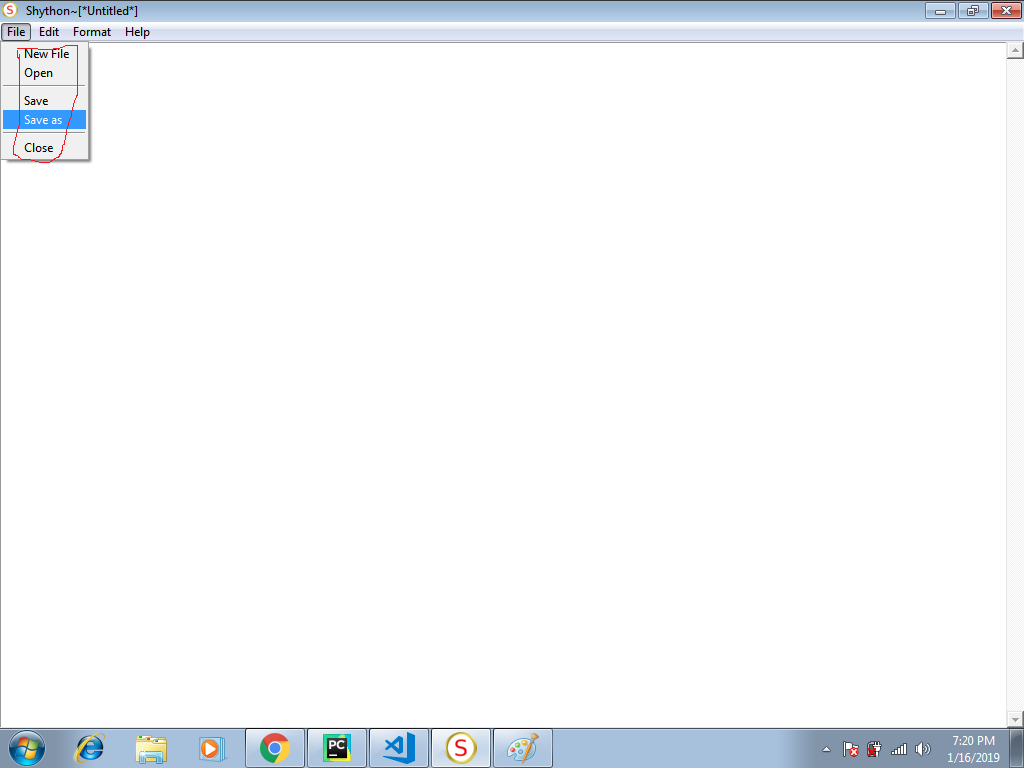 S Shython~[*Untitled*]
File Edit Format Help
New File
Open
Save
Save as
Close
PC
S
7:20 PM
1/16/2019